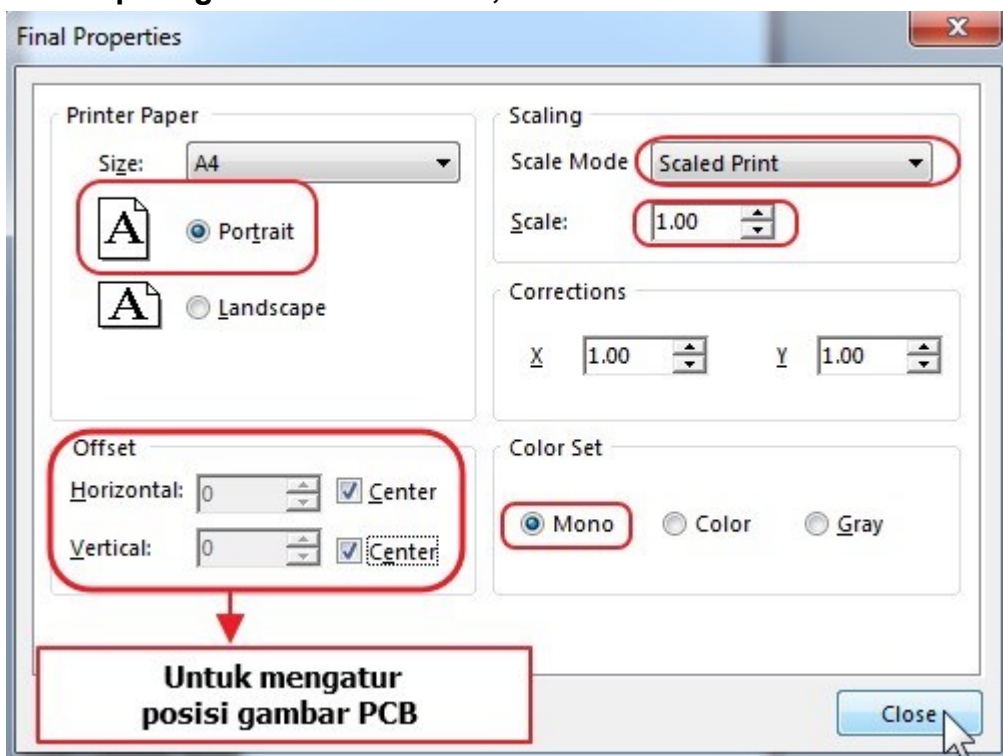 Final Properties
Printer Paper
Size: A4
A Portrait
A Landscape
Scaling
Scale Mode Scaled Print
Scale: 1.00
Corrections
X 1.00 Y 1.00
Offset
Horizontal: 0 Center
Vertical: 0 Center
Color Set
Mono Color Gray
Untuk mengatur
posisi gambar PCB
Close